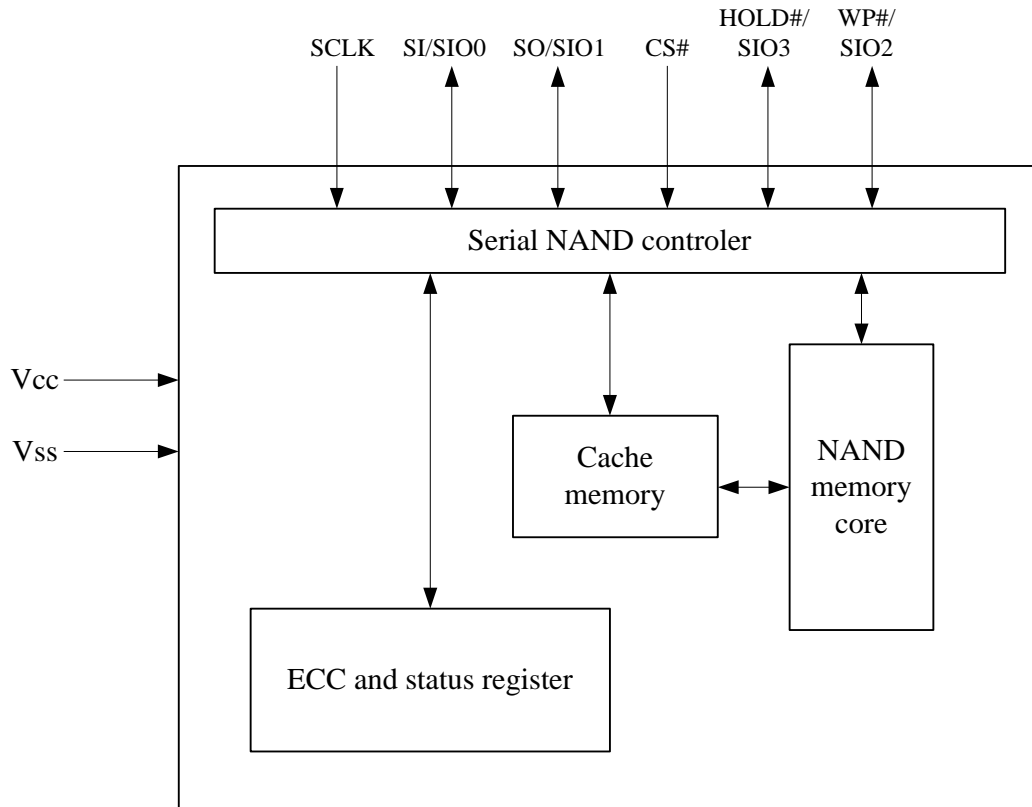 SCLK
SI/SIO0
SO/SIO1
CS#
HOLD#/
SIO3
WP#/
SIO2
Serial NAND controler
Vcc
Vss
Cache
memory
NAND
memory
core
ECC and status register